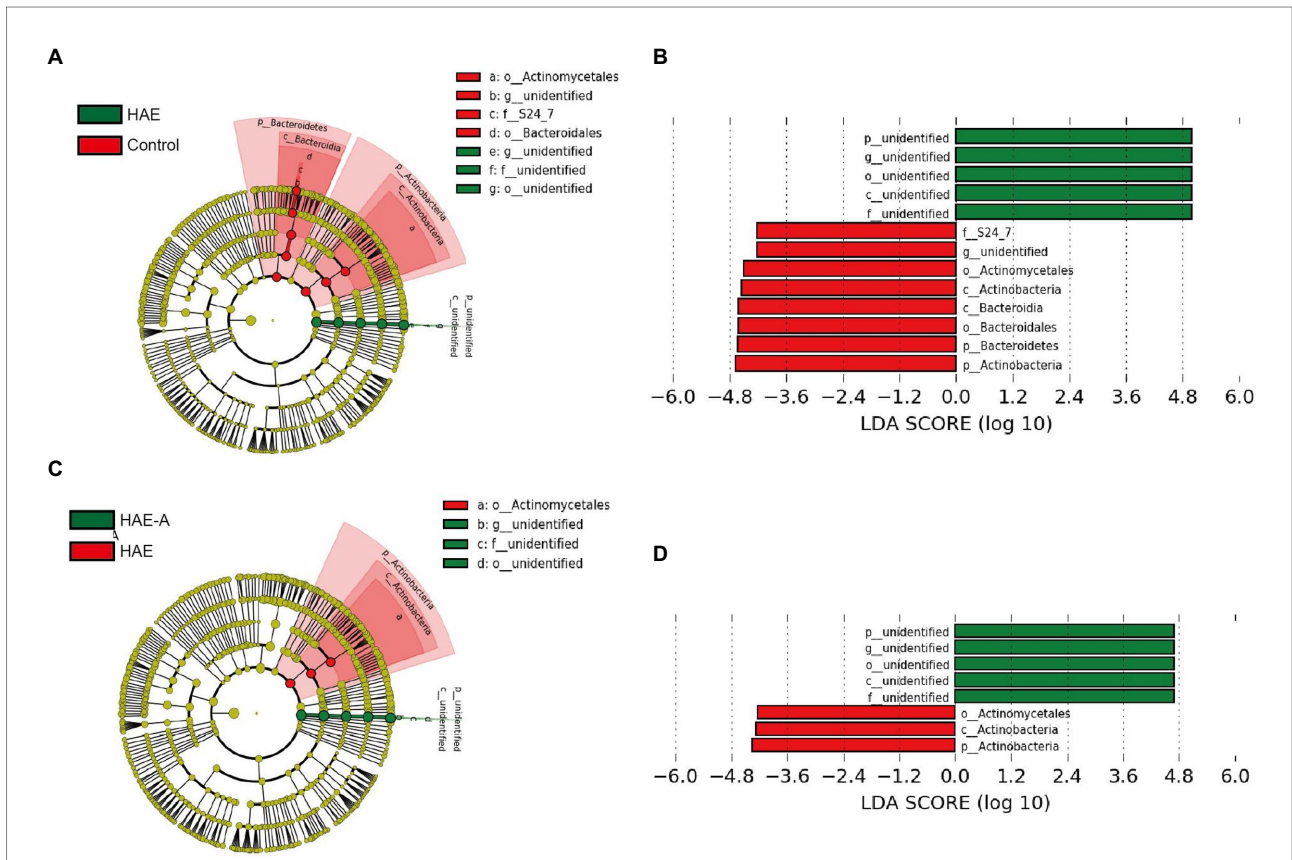 A
HAE
Control
a: o__Actinomycetales
b: g__unidentified
c: f__S24_7
d: o__Bacteroidales
e: g__unidentified
f: f__unidentified
g: o__unidentified
p__Bacteroidetes
c__Bacteroidia
d
c
b
p__Actinobacteria
c__Actinobacteria
a
e
f
g
c__unidentified
p__unidentified
B
p__unidentified
g__unidentified
o__unidentified
c__unidentified
f__unidentified
f__S24_7
g__unidentified
o__Actinomycetales
c__Actinobacteria
c__Bacteroidia
o__Bacteroidales
p__Bacteroidetes
p__Actinobacteria
−6.0 −4.8 −3.6 −2.4 −1.2 0.0 1.2 2.4 3.6 4.8 6.0
LDA SCORE (log 10)
C
HAE-A
A
HAE
a: o__Actinomycetales
b: g__unidentified
c: f__unidentified
d: o__unidentified
p__Actinobacteria
c__Actinobacteria
a
b
c
d
c__unidentified
p__unidentified
D
p__unidentified
g__unidentified
o__unidentified
c__unidentified
f__unidentified
o__Actinomycetales
c__Actinobacteria
p__Actinobacteria
−6.0 −4.8 −3.6 −2.4 −1.2 0.0 1.2 2.4 3.6 4.8 6.0
LDA SCORE (log 10)